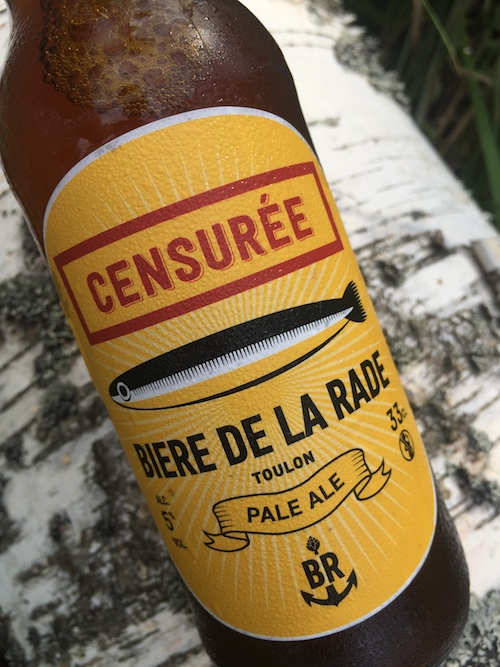 CENSURÉE
BIERE DE LA RADE
TOULON
33CL
PALE ALE
ALC.
5%
VOL.
BR